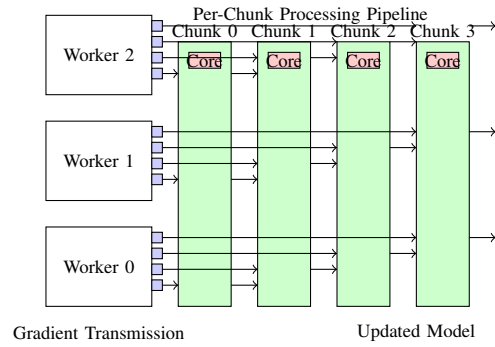 Per-Chunk Processing Pipeline
Chunk 0 Chunk 1 Chunk 2 Chunk 3
Worker 2
Core Core Core Core
Worker 1
Worker 0
Gradient Transmission Updated Model